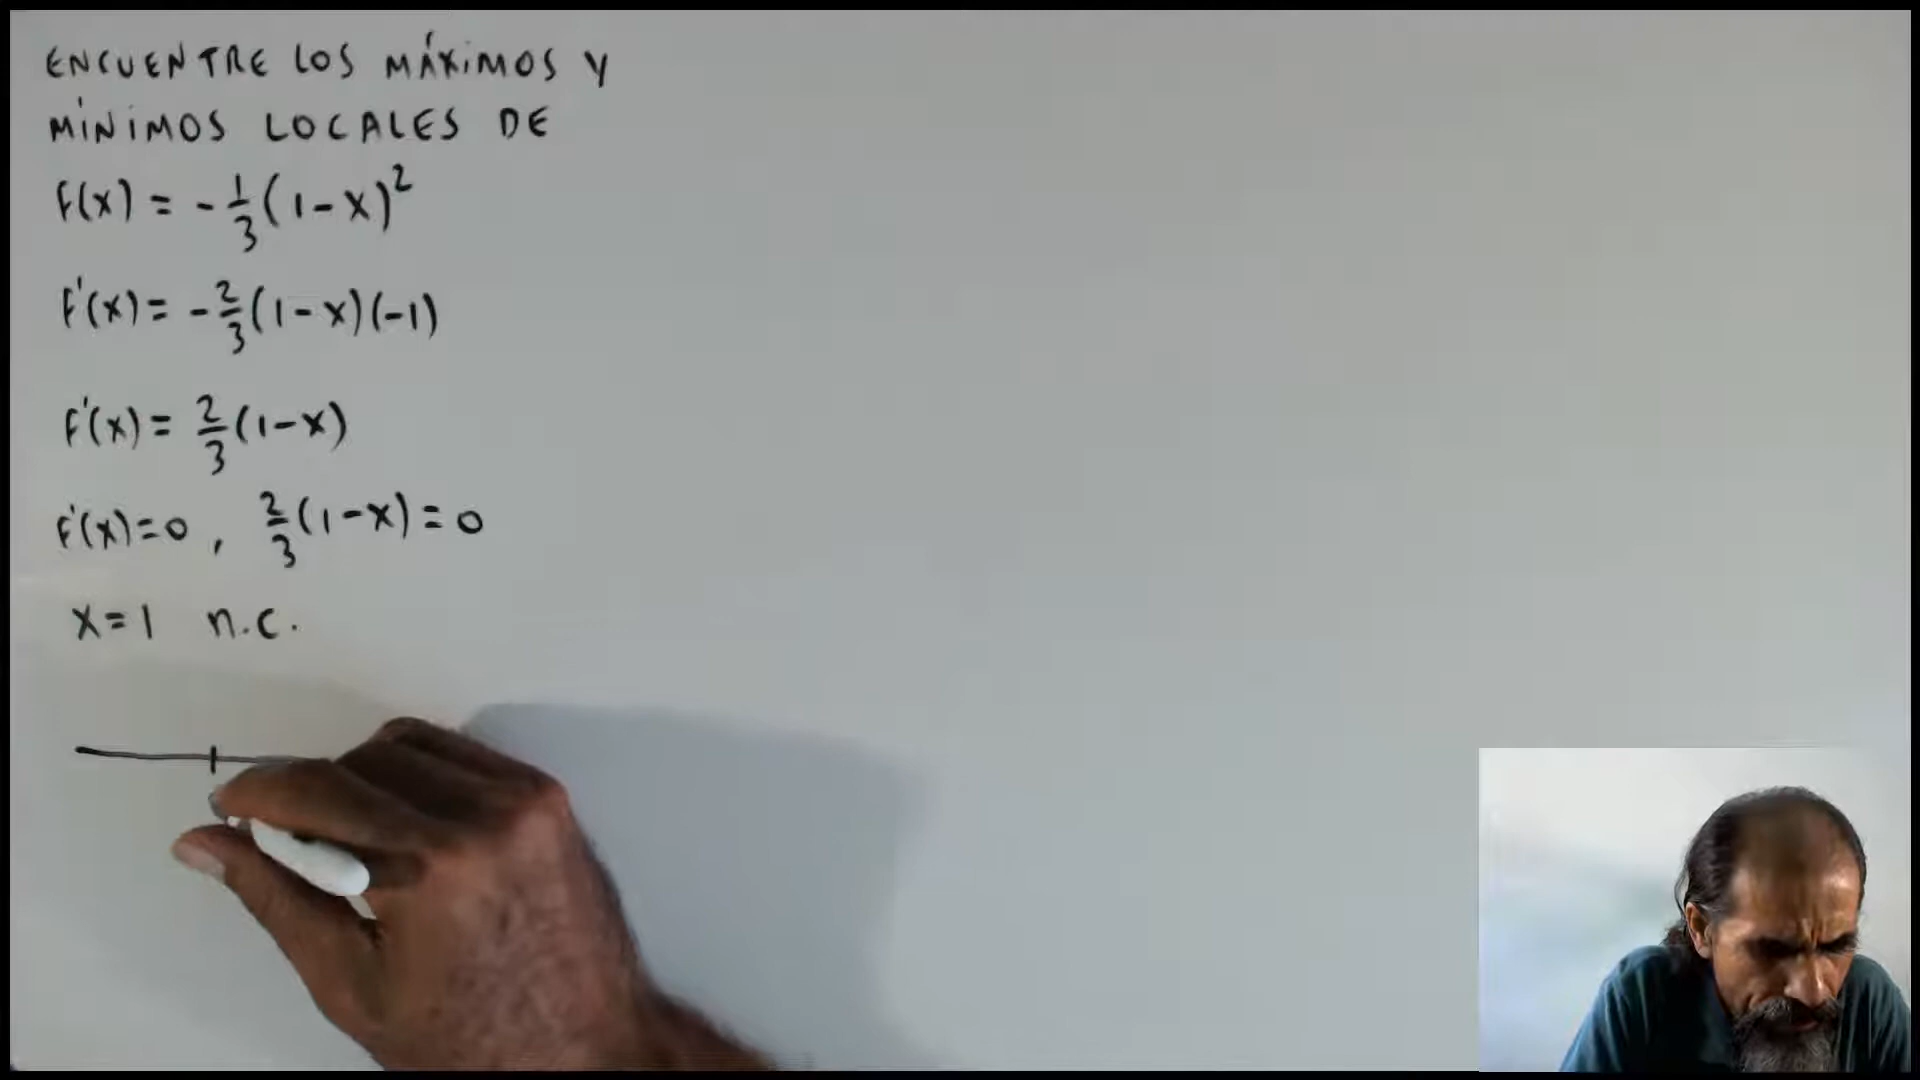 ENCUENTRE LOS MÁXIMOS Y
MÍNIMOS LOCALES DE
F(x) = -1/3(1-x)²
F'(x) = -2/3(1-x)(-1)
F'(x) = 2/3(1-x)
F'(x)=0 , 2/3(1-x)=0
x=1 n.c.